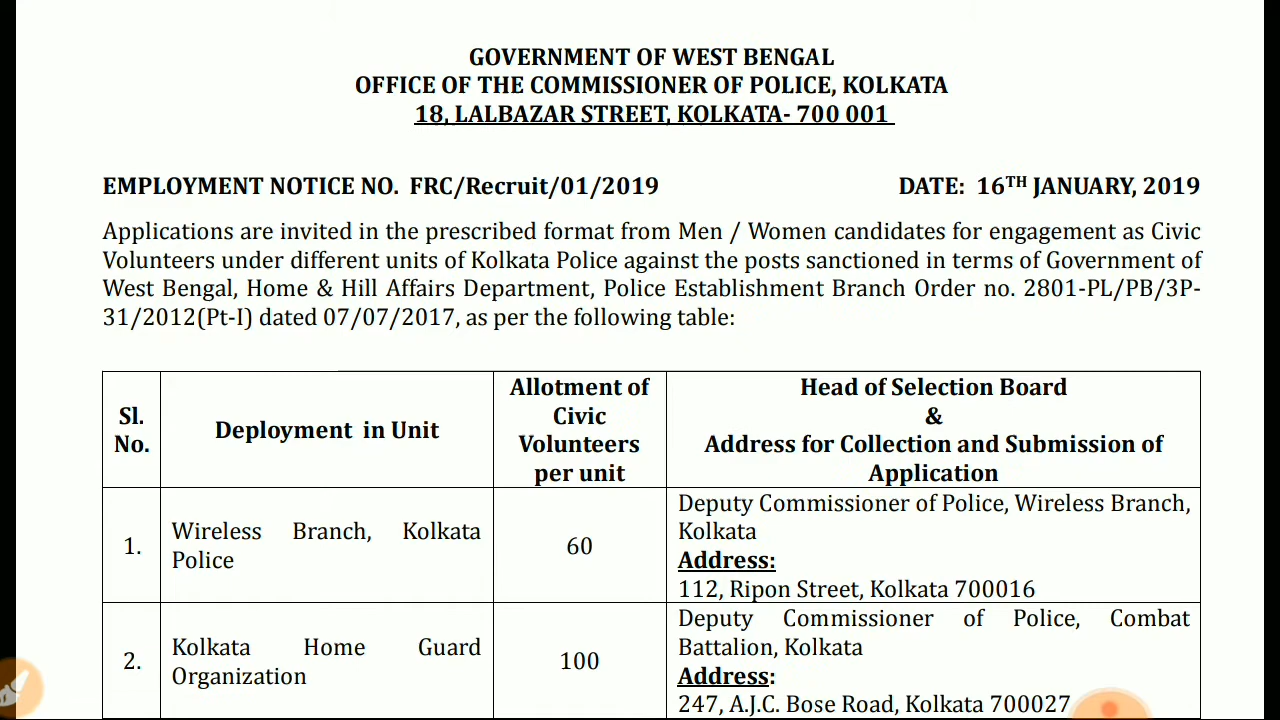 GOVERNMENT OF WEST BENGAL
OFFICE OF THE COMMISSIONER OF POLICE, KOLKATA
18, LALBAZAR STREET, KOLKATA- 700 001
EMPLOYMENT NOTICE NO. FRC/Recruit/01/2019 DATE: 16TH JANUARY, 2019
Applications are invited in the prescribed format from Men / Women candidates for engagement as Civic
Volunteers under different units of Kolkata Police against the posts sanctioned in terms of Government of
West Bengal, Home & Hill Affairs Department, Police Establishment Branch Order no. 2801-PL/PB/3P-
31/2012(Pt-I) dated 07/07/2017, as per the following table:
Sl.
No.
Deployment in Unit
Allotment of
Civic
Volunteers
per unit
Head of Selection Board
&
Address for Collection and Submission of
Application
1.
Wireless Branch, Kolkata
Police
60
Deputy Commissioner of Police, Wireless Branch,
Kolkata
Address:
112, Ripon Street, Kolkata 700016
2.
Kolkata Home Guard
Organization
100
Deputy Commissioner of Police, Combat
Battalion, Kolkata
Address:
247, A.J.C. Bose Road, Kolkata 700027